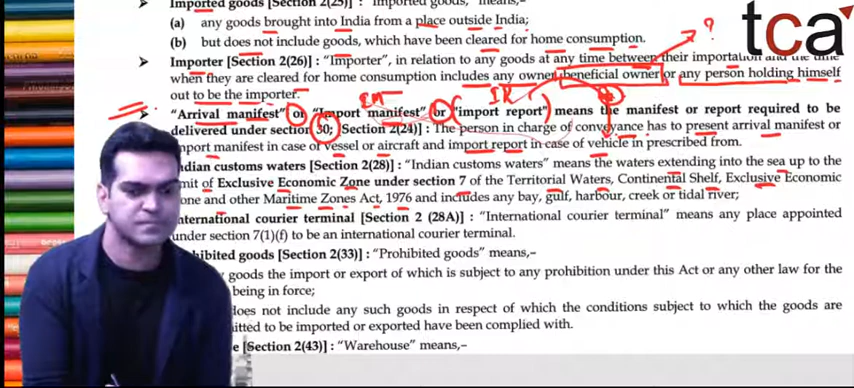 Imported goods [Section 2(25)] : "Imported goods, means,–
(a) any goods brought into India from a place outside India;
(b) but does not include goods, which have been cleared for home consumption.
Importer [Section 2(26)] : "Importer", in relation to any goods at any time between their importation and the time
when they are cleared for home consumption includes any owner, beneficial owner or any person holding himself
out to be the importer.
"Arrival manifest" or "Import manifest" or "import report" means the manifest or report required to be
delivered under section 30; [Section 2(24)] : The person in charge of conveyance has to present arrival manifest or
mport manifest in case of vessel or aircraft and import report in case of vehicle in prescribed from.
ndian customs waters [Section 2(28)] : "Indian customs waters" means the waters extending into the sea up to the
mit of Exclusive Economic Zone under section 7 of the Territorial Waters, Continental Shelf, Exclusive Economic
one and other Maritime Zones Act, 1976 and includes any bay, gulf, harbour, creek or tidal river;
nternational courier terminal [Section 2 (28A)] : "International courier terminal" means any place appointed
under section 7(1)(f) to be an international courier terminal.
hibited goods [Section 2(33)] : "Prohibited goods" means,–
goods the import or export of which is subject to any prohibition under this Act or any other law for the
being in force;
does not include any such goods in respect of which the conditions subject to which the goods are
itted to be imported or exported have been complied with.
e [Section 2(43)] : "Warehouse" means,–
tca
?
IM
IR